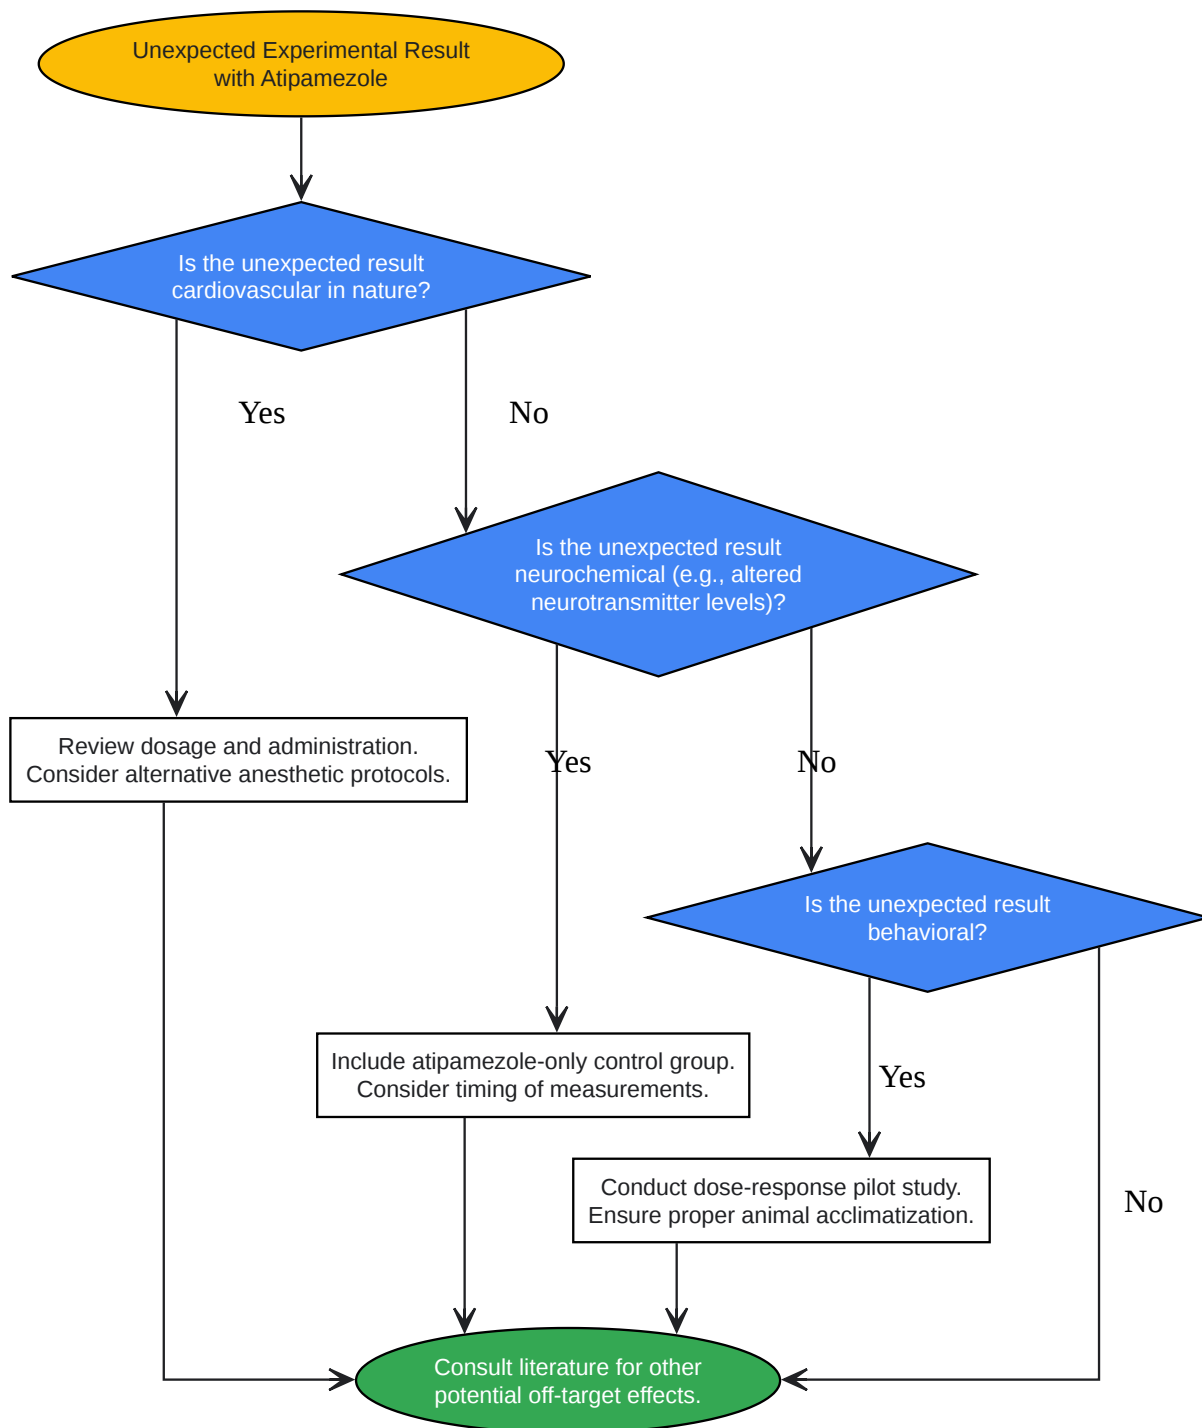 Unexpected Experimental Result
with Atipamezole
Is the unexpected result
cardiovascular in nature?
Yes
No
Is the unexpected result
neurochemical (e.g., altered
neurotransmitter levels)?
Review dosage and administration.
Consider alternative anesthetic protocols.
Yes
No
Is the unexpected result
behavioral?
Include atipamezole-only control group.
Consider timing of measurements.
Yes
Conduct dose-response pilot study.
Ensure proper animal acclimatization.
No
Consult literature for other
potential off-target effects.